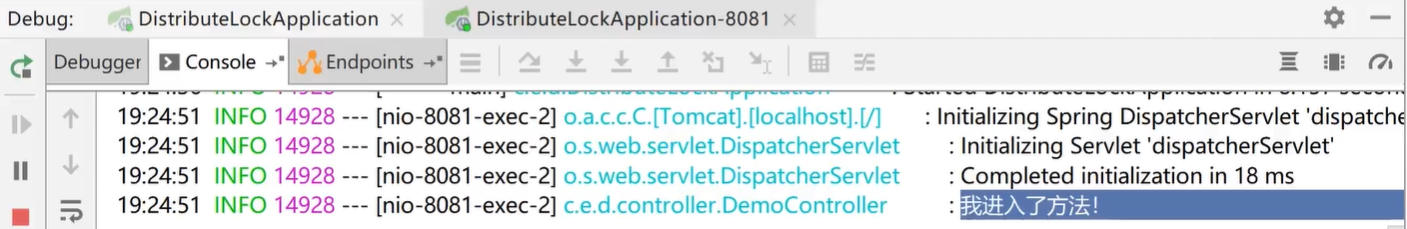 Debug: DistributeLockApplication × DistributeLockApplication-8081 ×
Debugger Console Endpoints
19:24:51 INFO 14928 --- [nio-8081-exec-2] o.a.c.c.C.[Tomcat].[localhost].[/] : Initializing Spring DispatcherServlet 'dispatche
19:24:51 INFO 14928 --- [nio-8081-exec-2] o.s.web.servlet.DispatcherServlet : Initializing Servlet 'dispatcherServlet'
19:24:51 INFO 14928 --- [nio-8081-exec-2] o.s.web.servlet.DispatcherServlet : Completed initialization in 18 ms
19:24:51 INFO 14928 --- [nio-8081-exec-2] c.e.d.controller.DemoController : 我进入了方法!